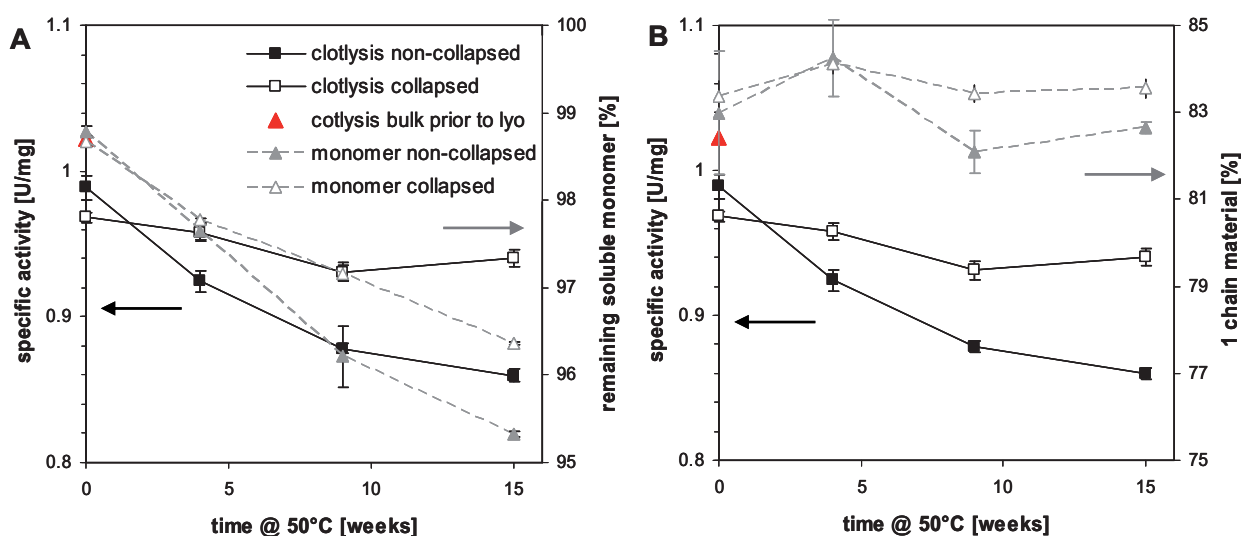 A
1.1
1
0.9
0.8
specific activity [U/mg]
100
99
98
97
96
95
remaining soluble monomer [%]
clotlysis non-collapsed
clotlysis collapsed
cotlysis bulk prior to lyo
monomer non-collapsed
monomer collapsed
0
5
10
15
time @ 50°C [weeks]
B
1.1
1
0.9
0.8
specific activity [U/mg]
85
83
81
79
77
75
1 chain material [%]
0
5
10
15
time @ 50°C [weeks]